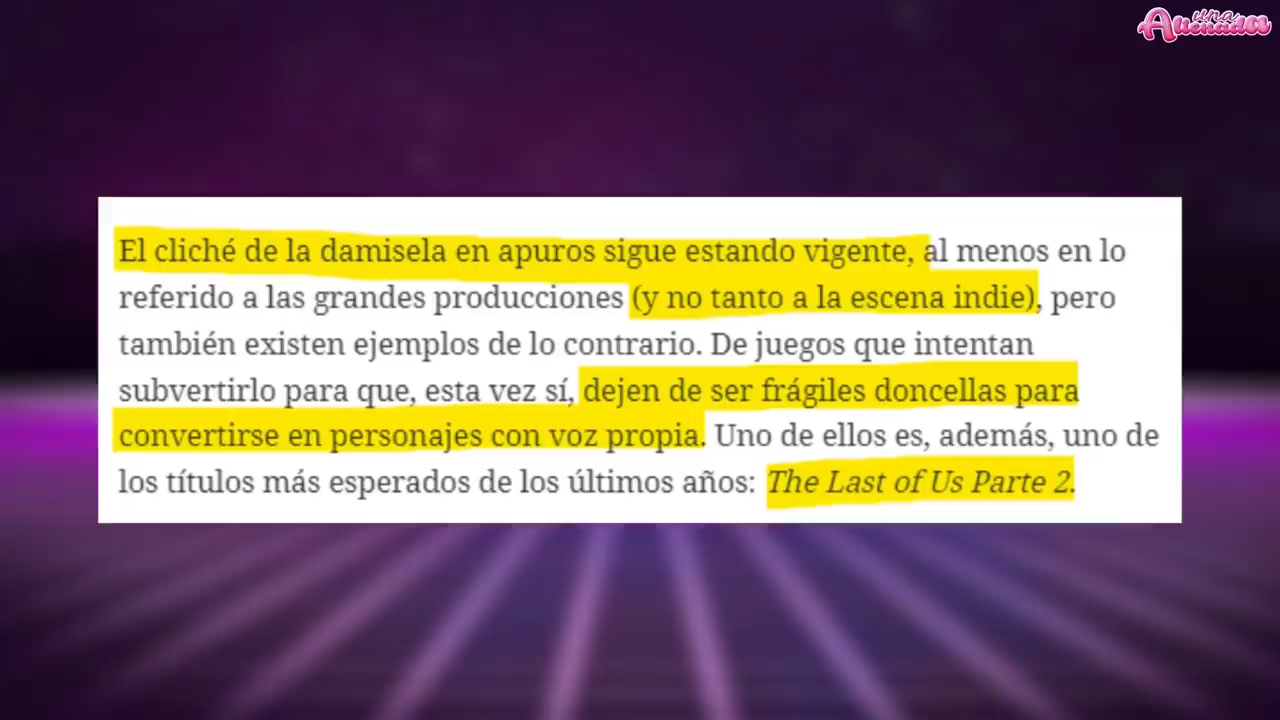 una
Alienados
El cliché de la damisela en apuros sigue estando vigente, al menos en lo
referido a las grandes producciones (y no tanto a la escena indie), pero
también existen ejemplos de lo contrario. De juegos que intentan
subvertirlo para que, esta vez sí, dejen de ser frágiles doncellas para
convertirse en personajes con voz propia. Uno de ellos es, además, uno de
los títulos más esperados de los últimos años: The Last of Us Parte 2.